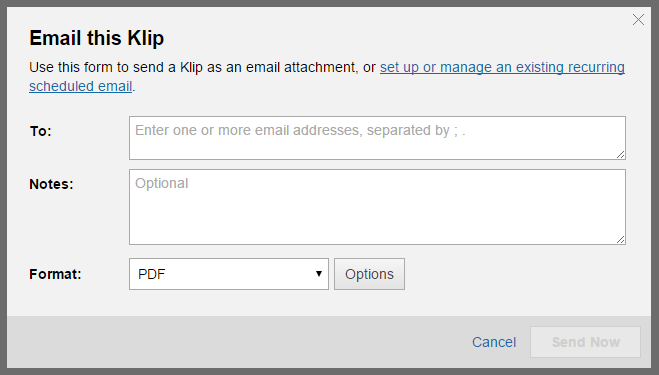 Email this Klip
Use this form to send a Klip as an email attachment, or set up or manage an existing recurring
scheduled email.
To:
Enter one or more email addresses, separated by ; .
Notes:
Optional
Format:
PDF
Options
Cancel
Send Now